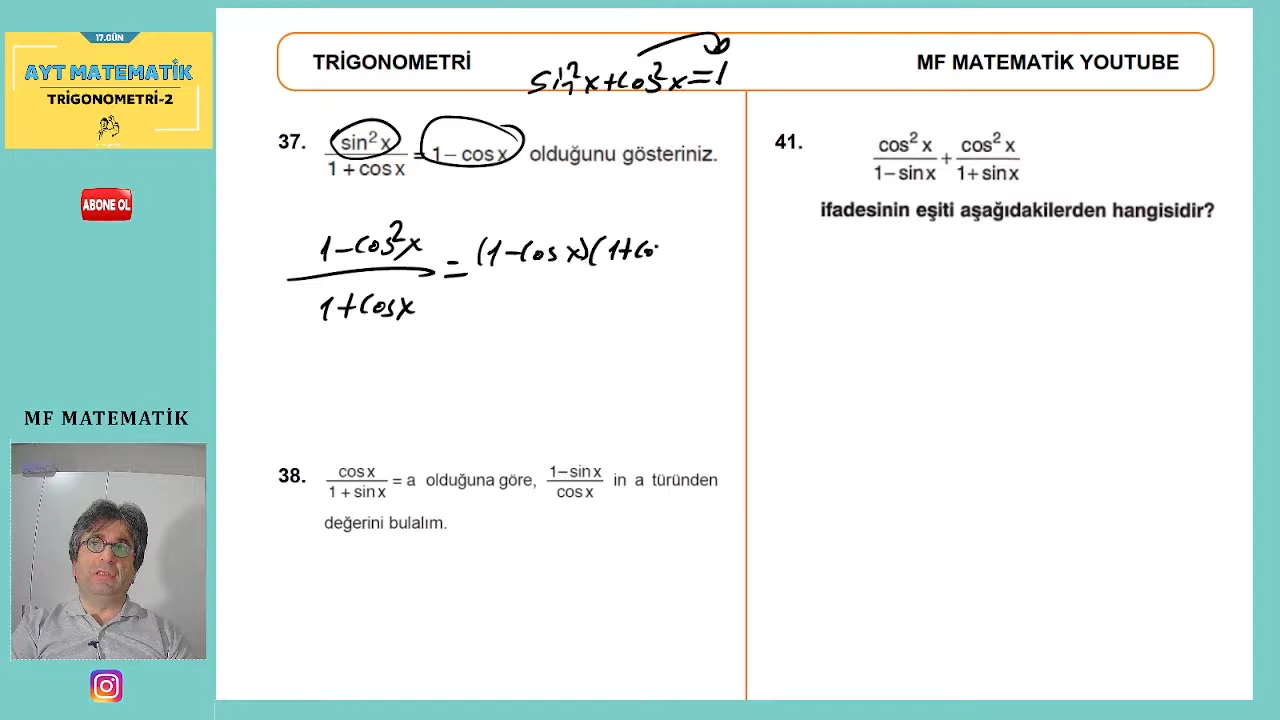 17.GÜN
AYT MATEMATİK
TRİGONOMETRİ-2
ABONE OL
MF MATEMATİK
TRİGONOMETRİ
sin²x+cos²x=1
MF MATEMATİK YOUTUBE
37. sin² x / 1 + cos x = 1 – cos x olduğunu gösteriniz.
1-cos²x / 1+cosx = (1-cosx)(1+co
38. cos x / 1 + sin x = a olduğuna göre, 1–sin x / cos x in a türünden
değerini bulalım.
41. cos² x / 1– sin x + cos² x / 1+ sin x
ifadesinin eşiti aşağıdakilerden hangisidir?